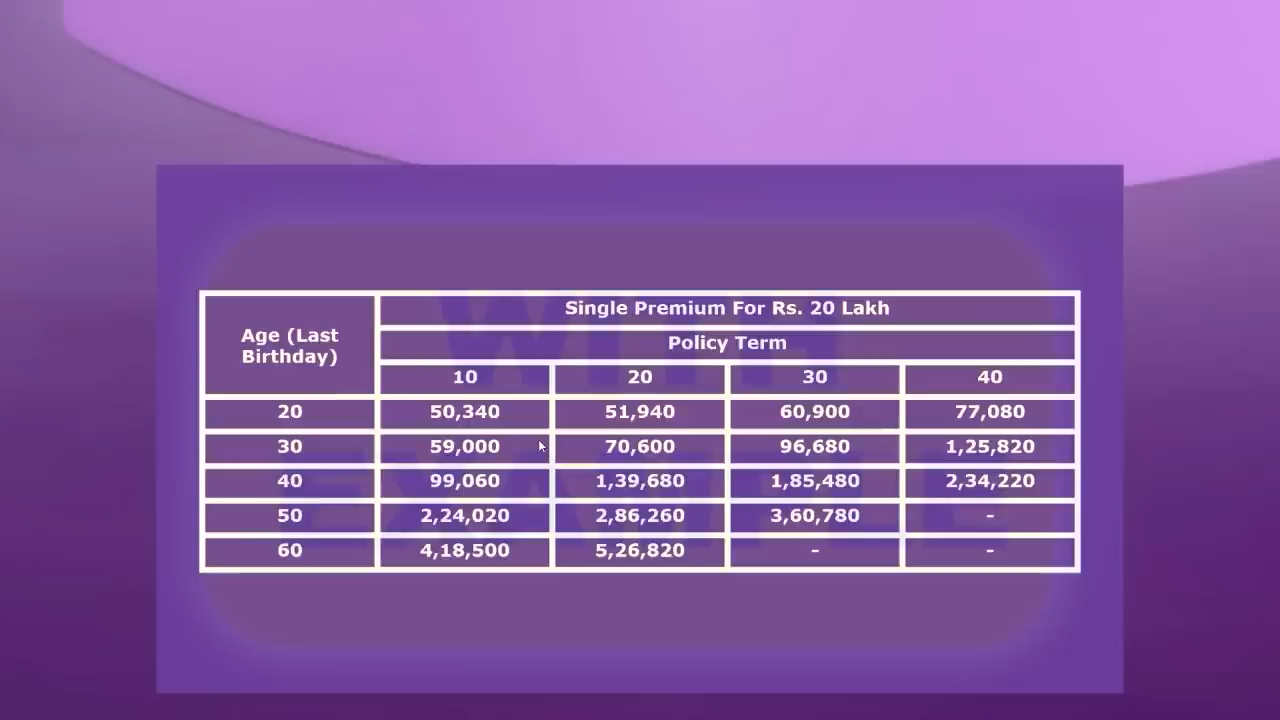 Single Premium For Rs. 20 Lakh
Age (Last
Birthday)
Policy Term
10 20 30 40
20 50,340 51,940 60,900 77,080
30 59,000 70,600 96,680 1,25,820
40 99,060 1,39,680 1,85,480 2,34,220
50 2,24,020 2,86,260 3,60,780 -
60 4,18,500 5,26,820 - -